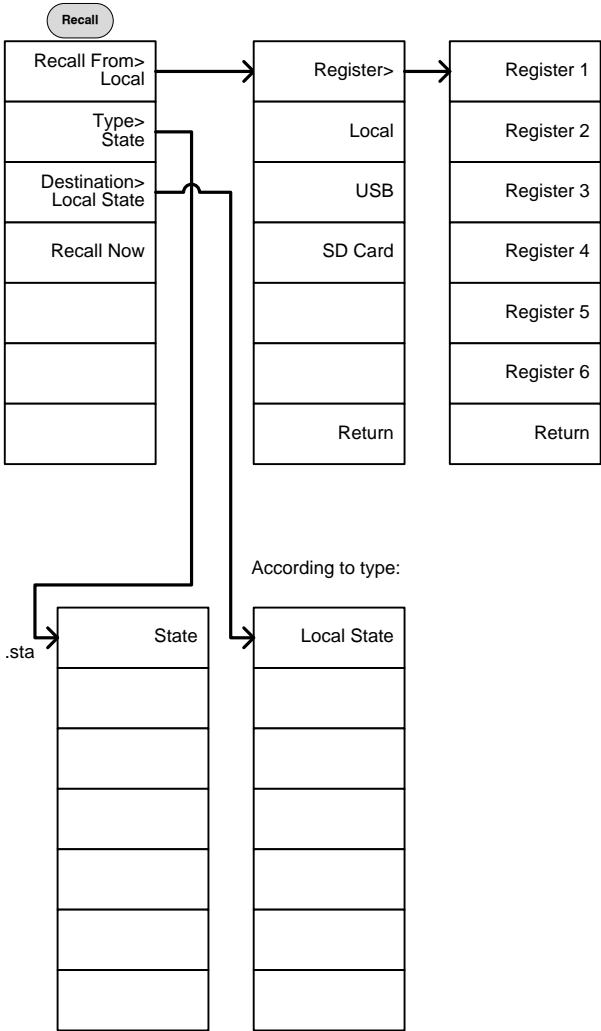 Recall
Recall From>
Local
Type>
State
Destination>
Local State
Recall Now
Register>
Local
USB
SD Card
Return
Register 1
Register 2
Register 3
Register 4
Register 5
Register 6
Return
According to type:
.sta
State
Local State